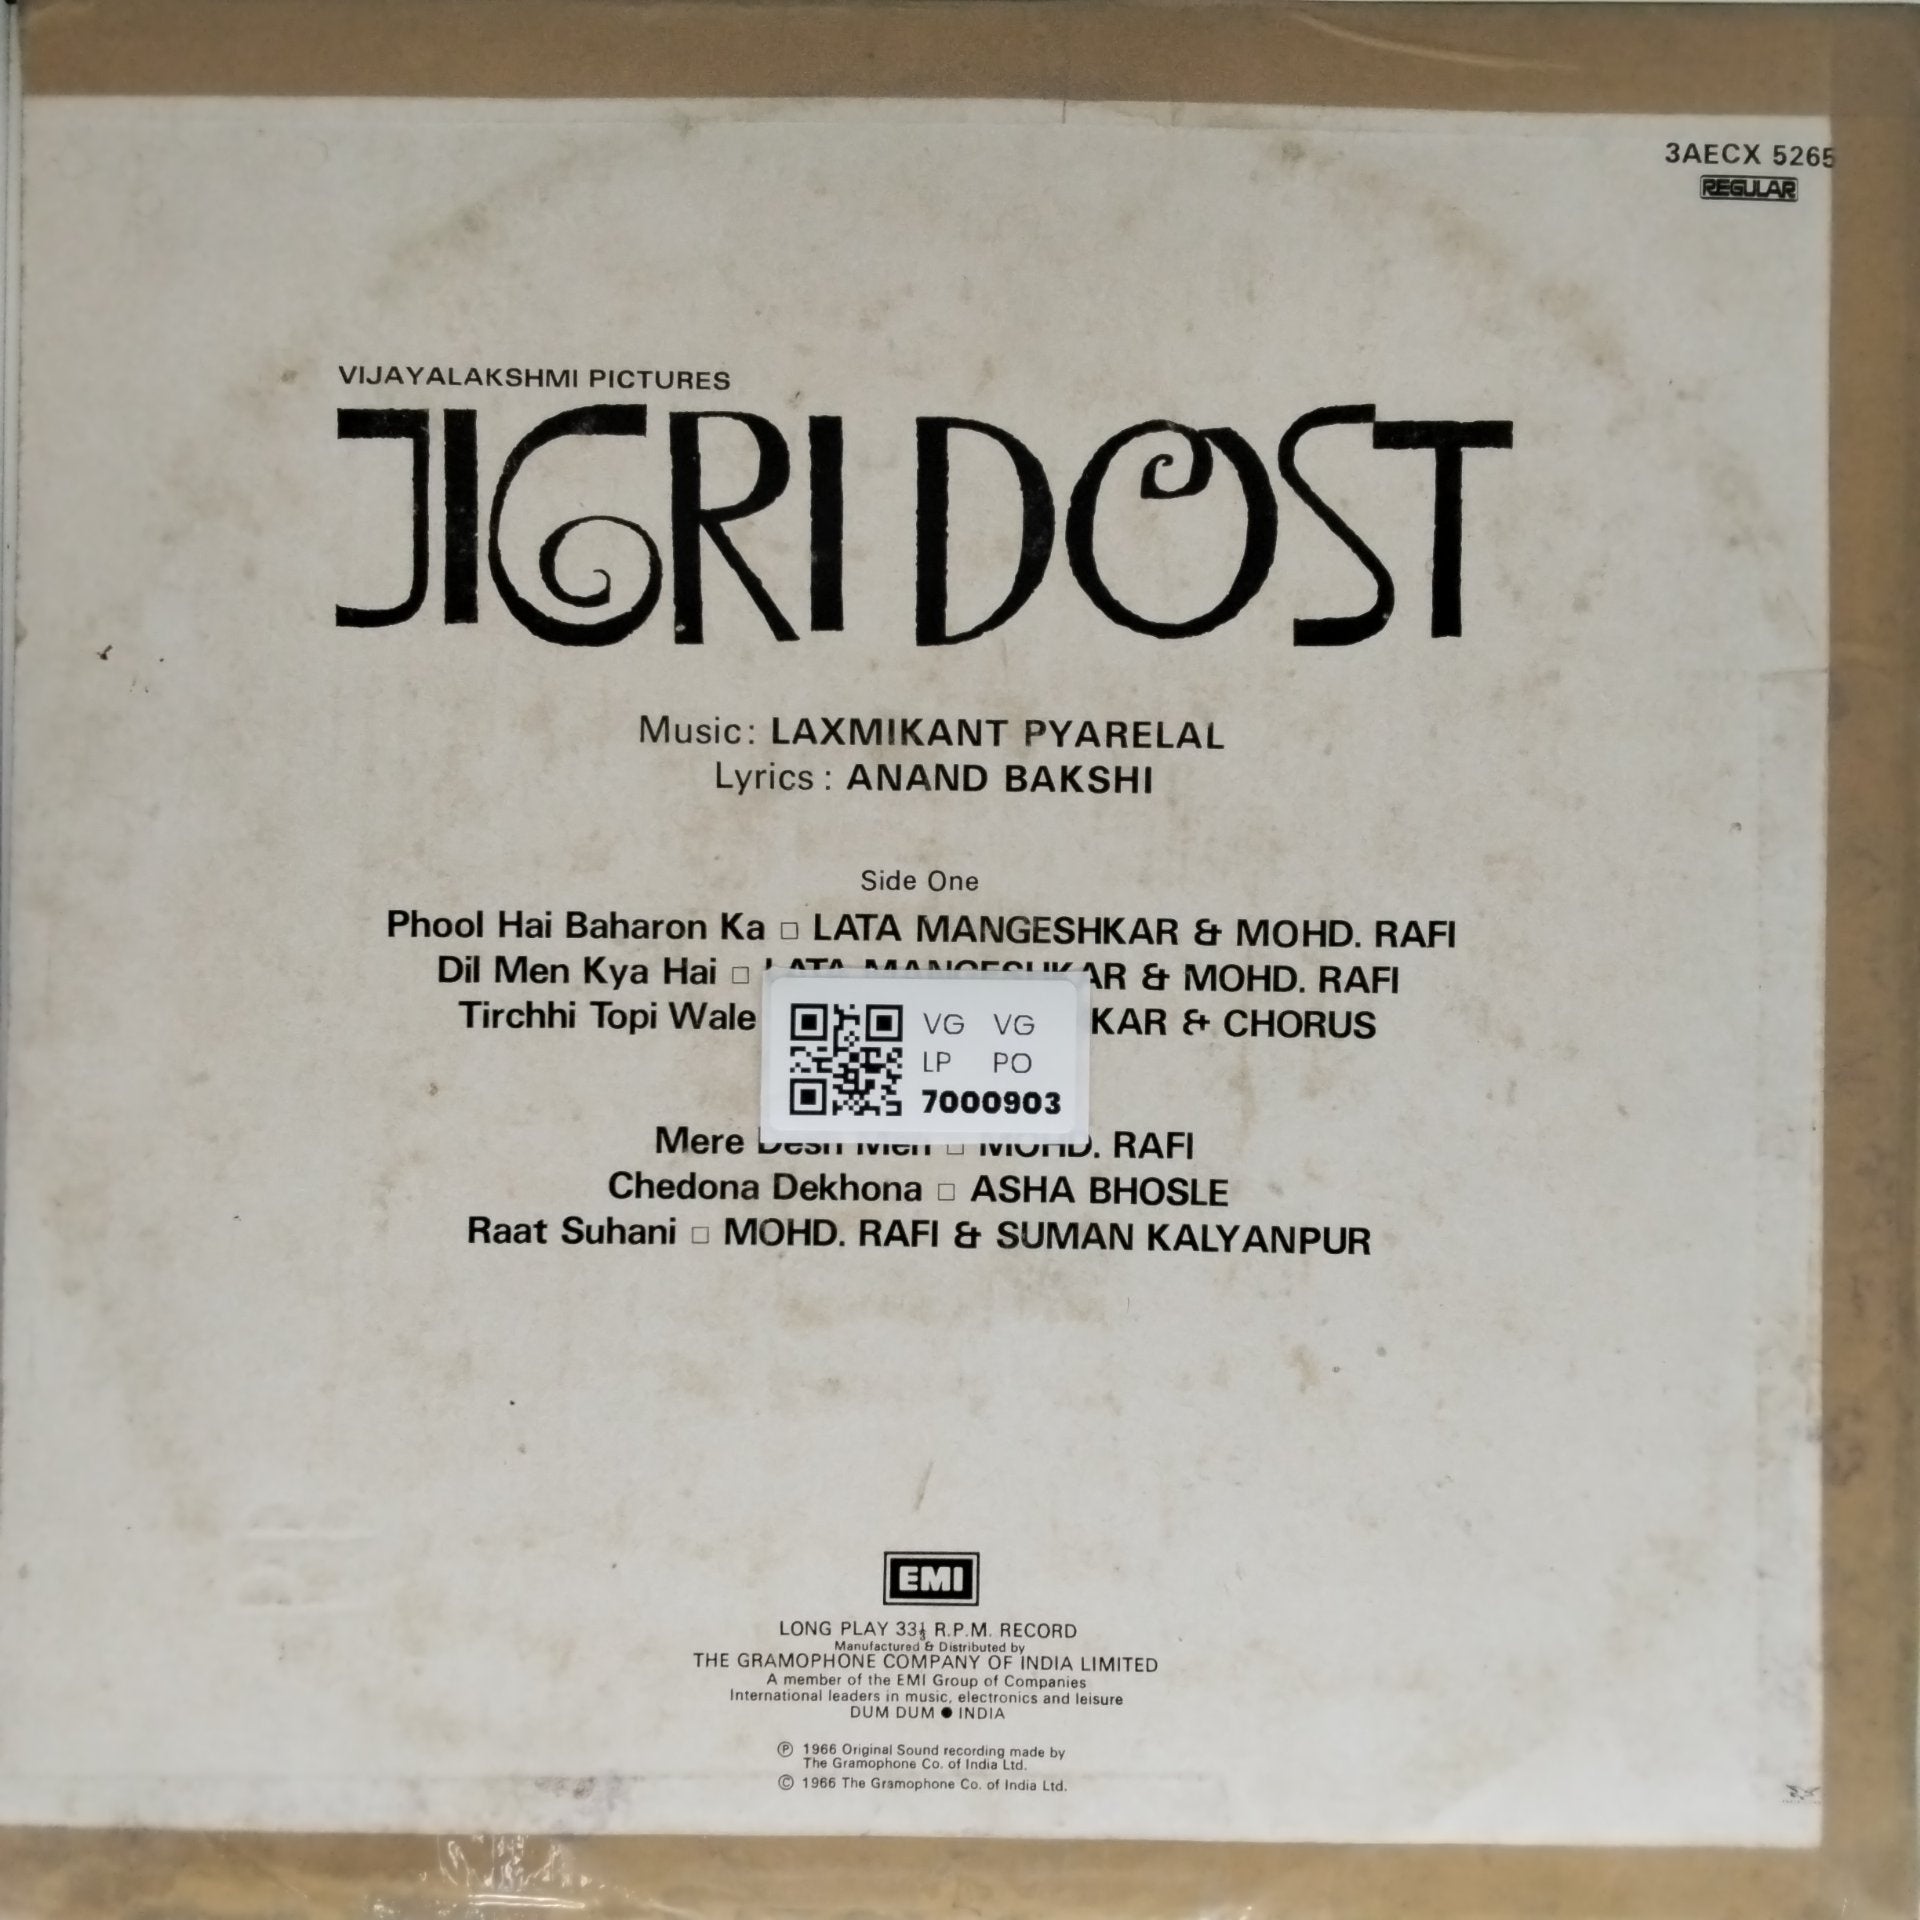 3AECX 5265
REGULAR
VIJAYALAKSHMI PICTURES
JIGRI DOST
Music: LAXMIKANT PYARELAL
Lyrics: ANAND BAKSHI
Side One
Phool Hai Baharon Ka □ LATA MANGESHKAR & MOHD. RAFI
Dil Men Kya Hai □ LATA MANGESHKAR & MOHD. RAFI
Tirchhi Topi Wale KAR & CHORUS
VG VG
LP PO
7000903
Mere Desh Men □ MOHD. RAFI
Chedona Dekhona □ ASHA BHOSLE
Raat Suhani □ MOHD. RAFI & SUMAN KALYANPUR
EMI
LONG PLAY 33⅓ R.P.M. RECORD
Manufactured & Distributed by
THE GRAMOPHONE COMPANY OF INDIA LIMITED
A member of the EMI Group of Companies
International leaders in music, electronics and leisure
DUM DUM ● INDIA
℗ 1966 Original Sound recording made by
The Gramophone Co. of India Ltd.
© 1966 The Gramophone Co. of India Ltd.